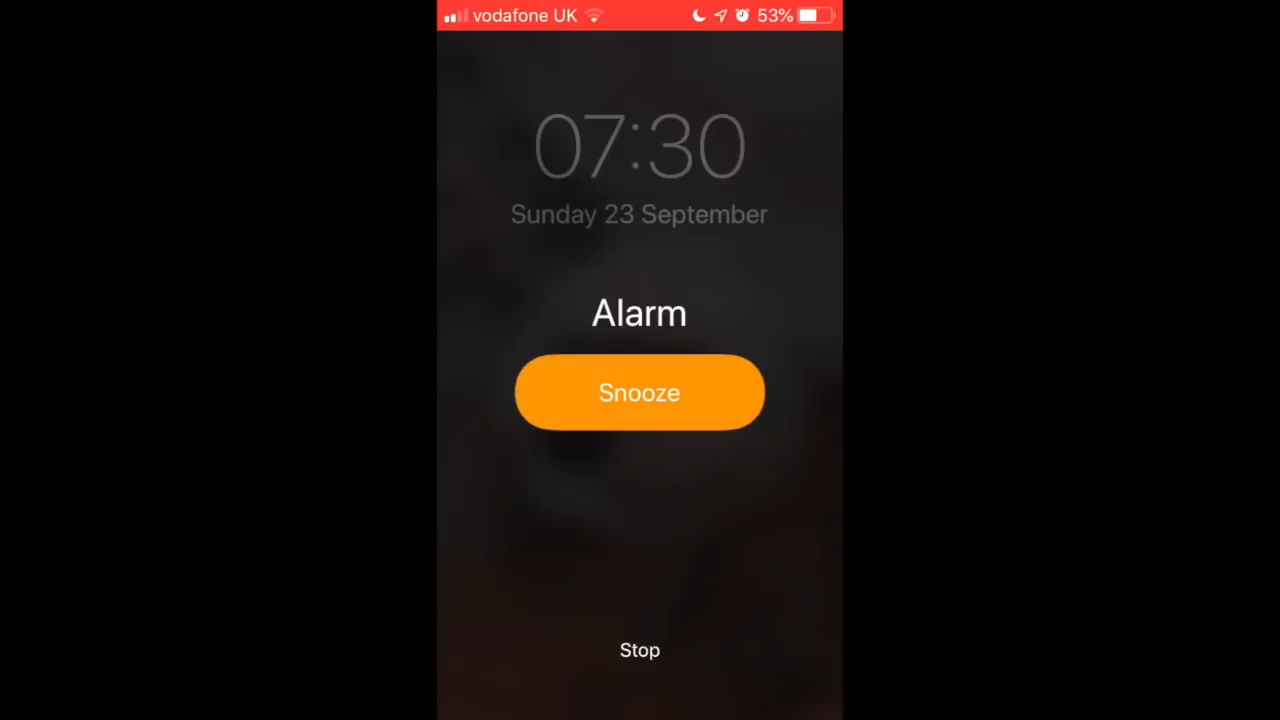 vodafone UK 53%
07:30
Sunday 23 September
Alarm
Snooze
Stop